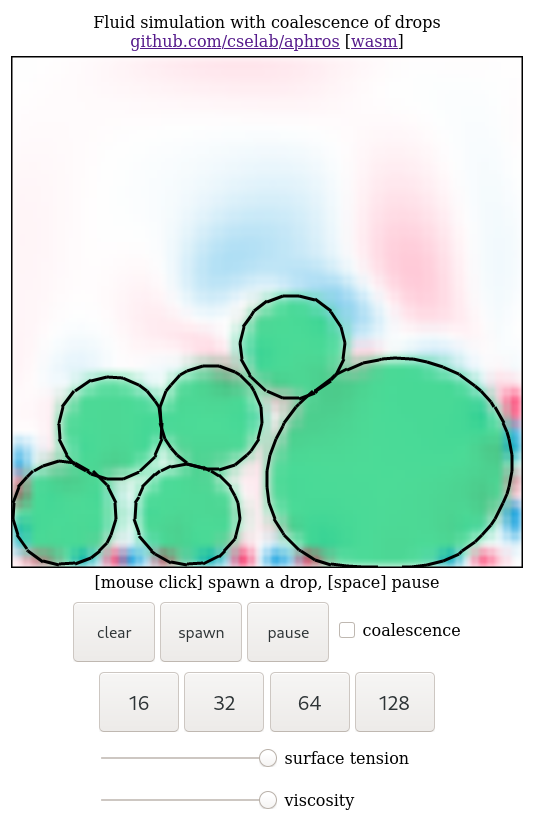 Fluid simulation with coalescence of drops
github.com/cselab/aphros [wasm]
[mouse click] spawn a drop, [space] pause
clear spawn pause coalescence
16 32 64 128
surface tension
viscosity